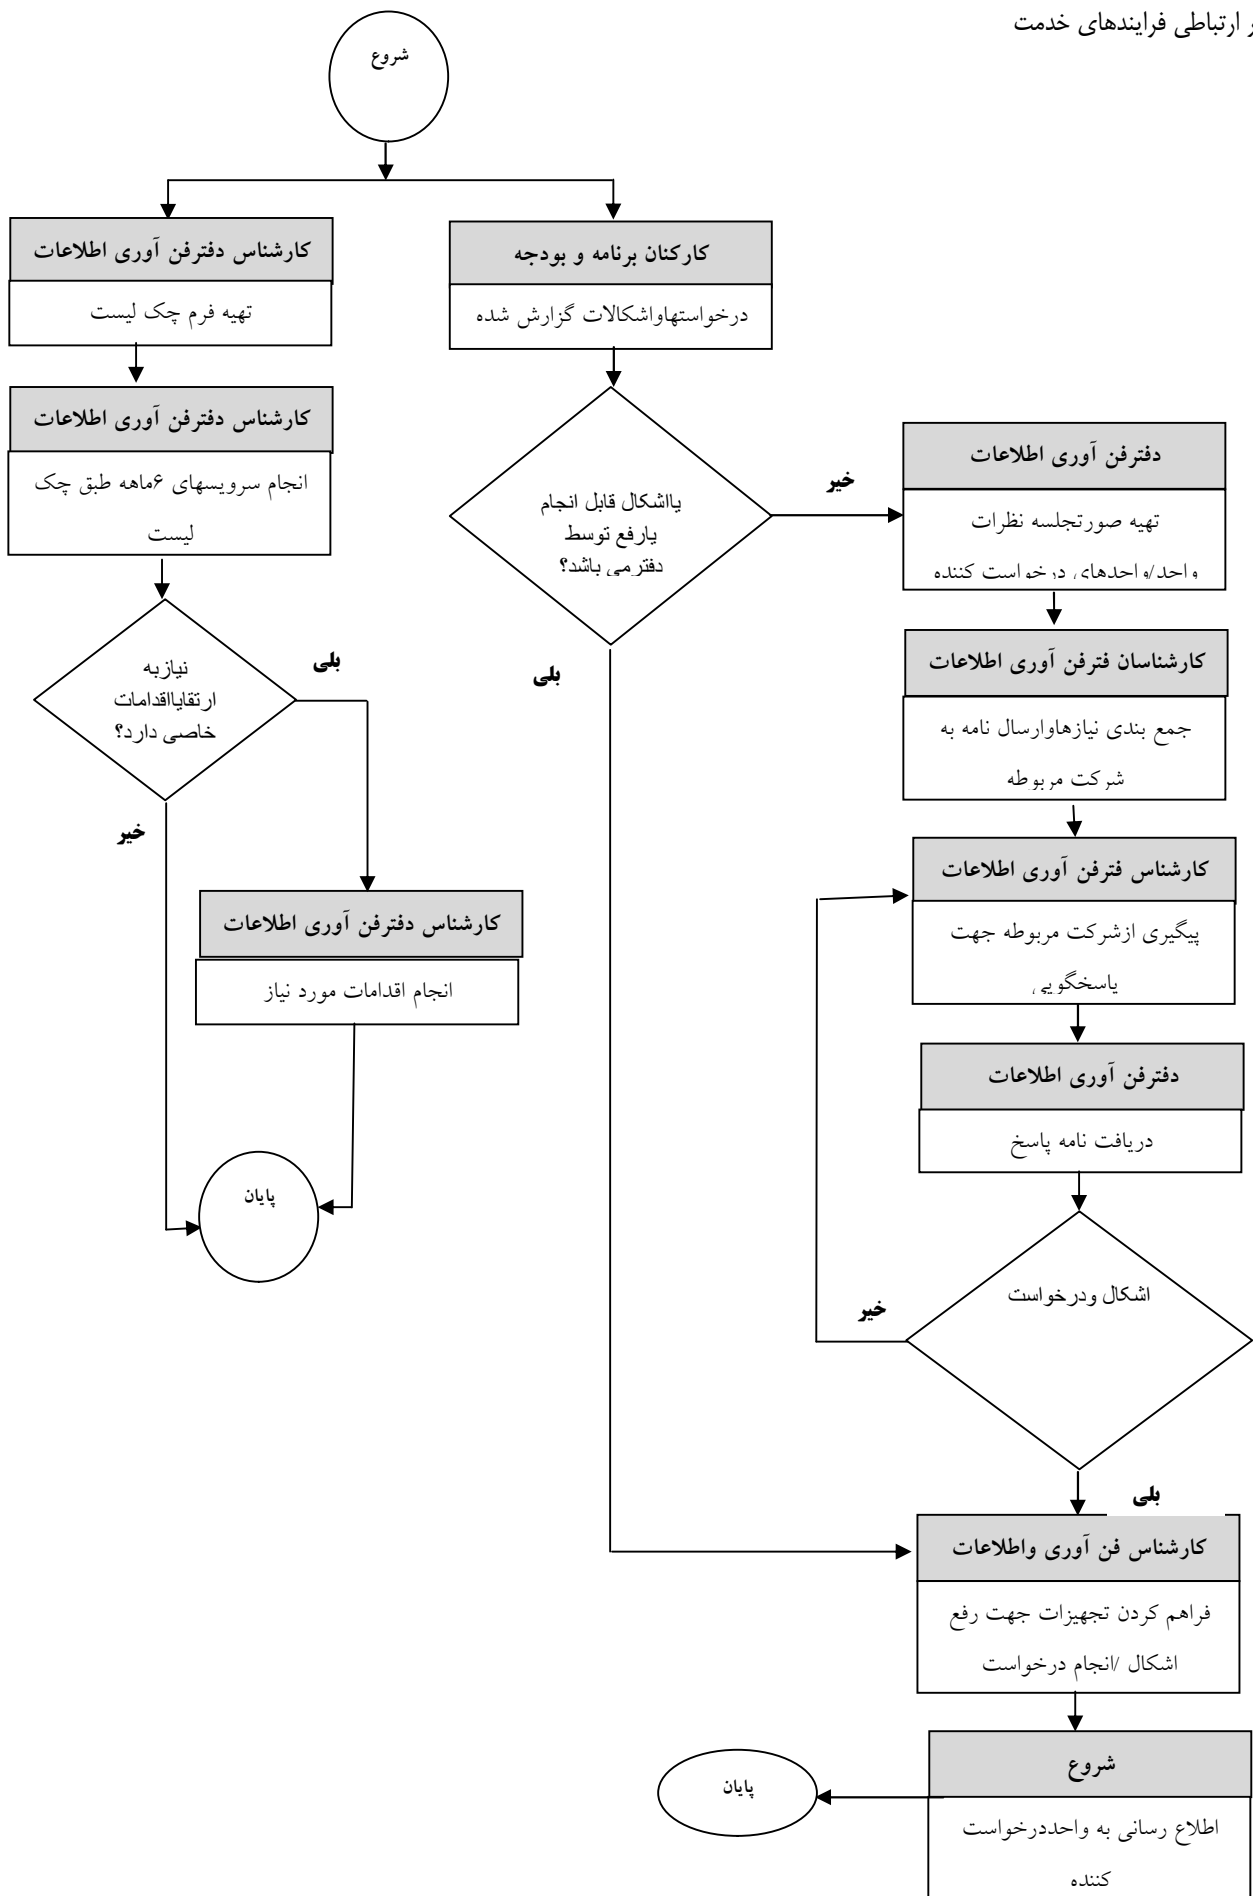 ر ارتباطی فرایندهای خدمت
شروع
کارشناس دفترفن آوری اطلاعات
تهیه فرم چک لیست
کارشناس دفترفن آوری اطلاعات
انجام سرویسهای ۶ماهه طبق چک
لیست
نیازبه
ارتقایااقدامات
خاصی دارد؟
بلی
خیر
کارشناس دفترفن آوری اطلاعات
انجام اقدامات مورد نیاز
پایان
کارکنان برنامه و بودجه
درخواستهاواشکالات گزارش شده
یااشکال قابل انجام
یارفع توسط
دفترمی باشد؟
خیر
بلی
دفترفن آوری اطلاعات
تهیه صورتجلسه نظرات
واحد/واحدهای درخواست کننده
کارشناسان فترفن آوری اطلاعات
جمع بندی نیازهاوارسال نامه به
شرکت مربوطه
کارشناس فترفن آوری اطلاعات
پیگیری ازشرکت مربوطه جهت
پاسخگویی
دفترفن آوری اطلاعات
دریافت نامه پاسخ
اشکال ودرخواست
خیر
بلی
کارشناس فن آوری واطلاعات
فراهم کردن تجهیزات جهت رفع
اشکال /انجام درخواست
شروع
اطلاع رسانی به واحددرخواست
کننده
پایان